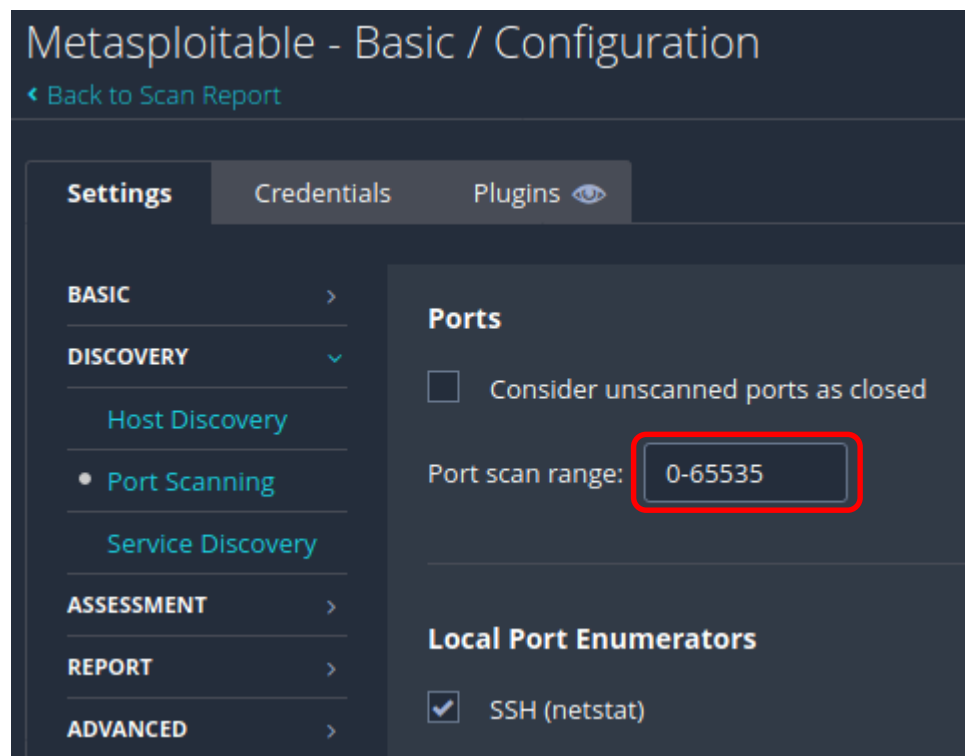 Metasploitable - Basic / Configuration
Back to Scan Report
Settings Credentials Plugins
BASIC
DISCOVERY
Host Discovery
Port Scanning
Service Discovery
ASSESSMENT
REPORT
ADVANCED
Ports
Consider unscanned ports as closed
Port scan range: 0-65535
Local Port Enumerators
SSH (netstat)